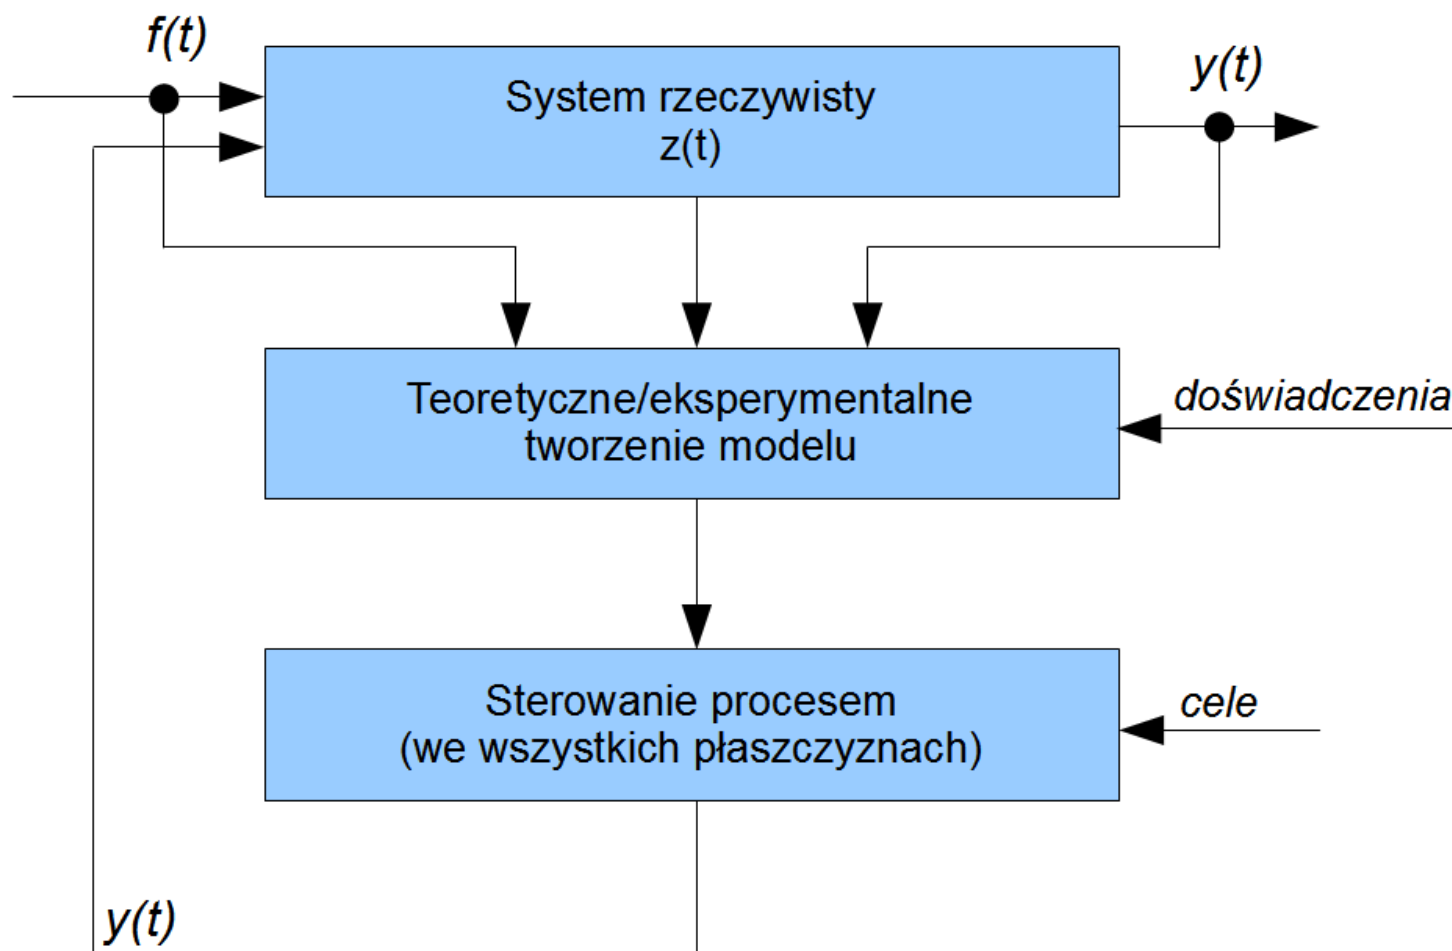 f(t)
y(t)
System rzeczywisty
z(t)
Teoretyczne/eksperymentalne
tworzenie modelu
doświadczenia
Sterowanie procesem
(we wszystkich płaszczyznach)
cele
y(t)